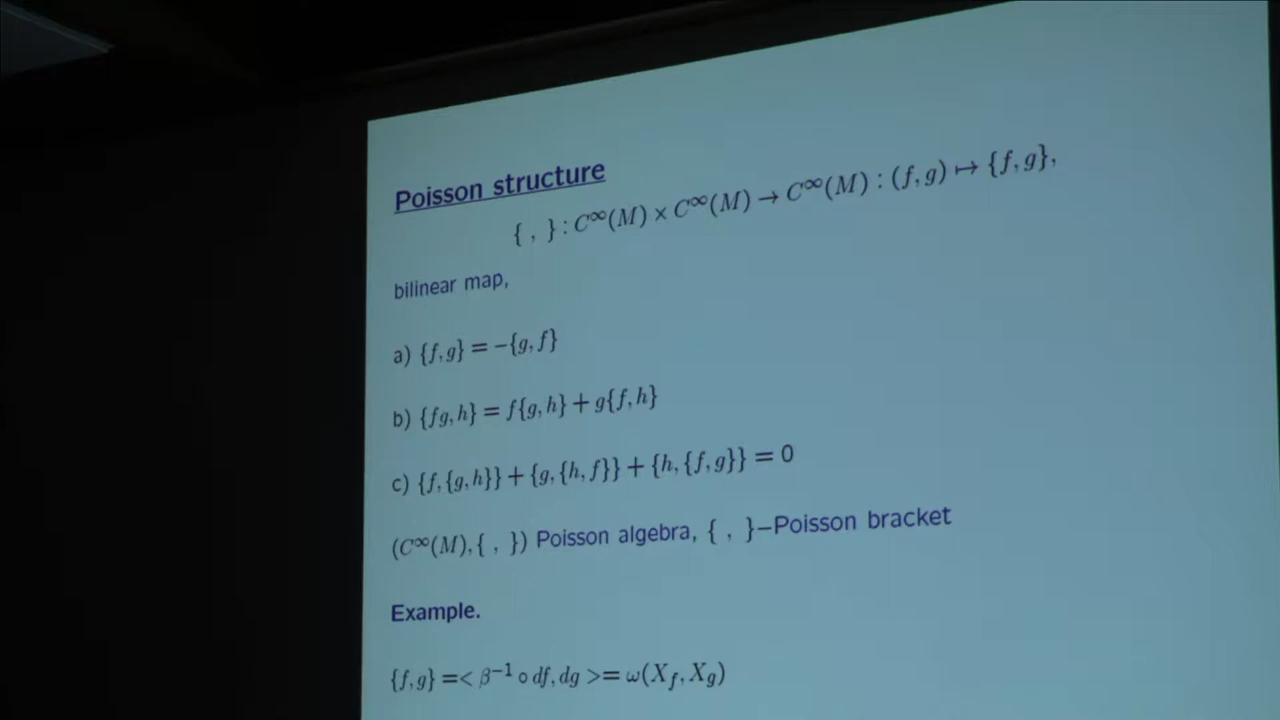 Poisson structure
{ , } : C∞(M) × C∞(M) → C∞(M) : (f, g) ↦ {f, g},
bilinear map,
a) {f, g} = −{g, f}
b) {fg, h} = f{g, h} + g{f, h}
c) {f, {g, h}} + {g, {h, f}} + {h, {f, g}} = 0
(C∞(M), { , }) Poisson algebra, { , }−Poisson bracket
Example.
{f, g} =< β⁻¹ ∘ df, dg >= ω(X_f, X_g)